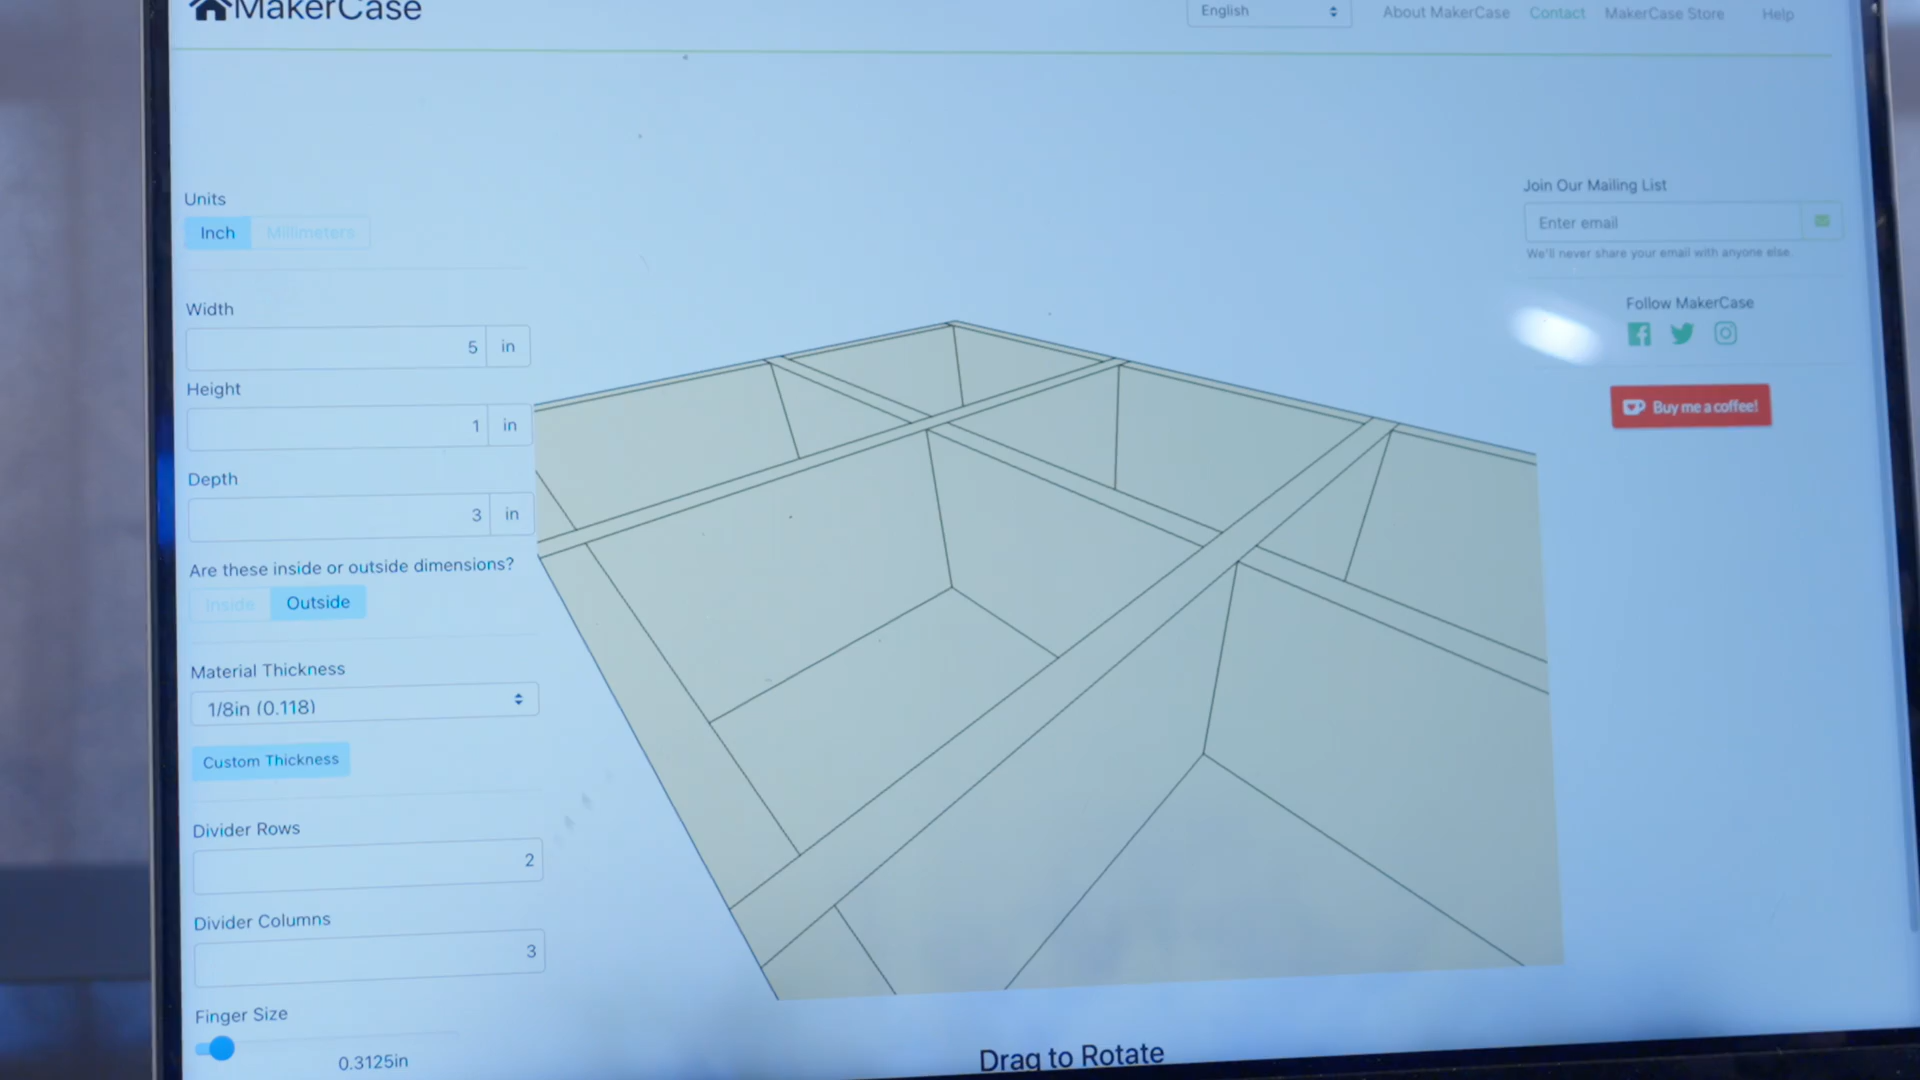 MakerCase
English
About MakerCase
Contact
MakerCase Store
Help
Units
Inch
Millimeters
Width
5
in
Height
1
in
Depth
3
in
Are these inside or outside dimensions?
Inside
Outside
Material Thickness
1/8in (0.118)
Custom Thickness
Divider Rows
2
Divider Columns
3
Finger Size
0.3125in
Drag to Rotate
Join Our Mailing List
Enter email
We'll never share your email with anyone else.
Follow MakerCase
Buy me a coffee!